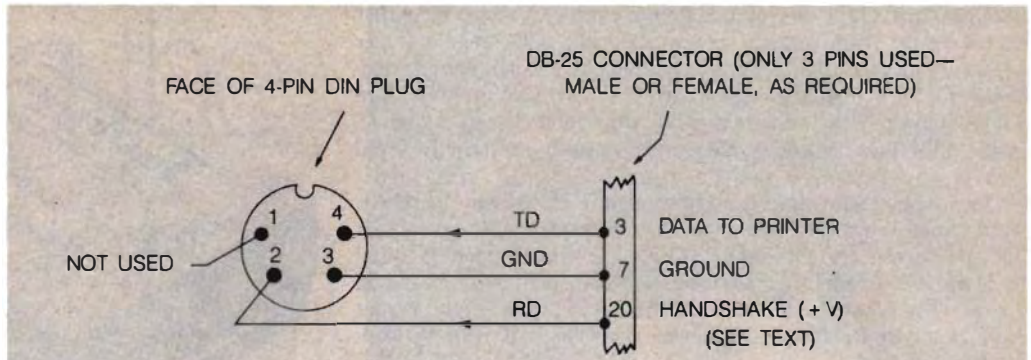 DB-25 CONNECTOR (ONLY 3 PINS USED—
MALE OR FEMALE, AS REQUIRED)
FACE OF 4-PIN DIN PLUG
1
4
2
3
NOT USED
TD
3
DATA TO PRINTER
GND
7
GROUND
RD
20
HANDSHAKE (+ V)
(SEE TEXT)